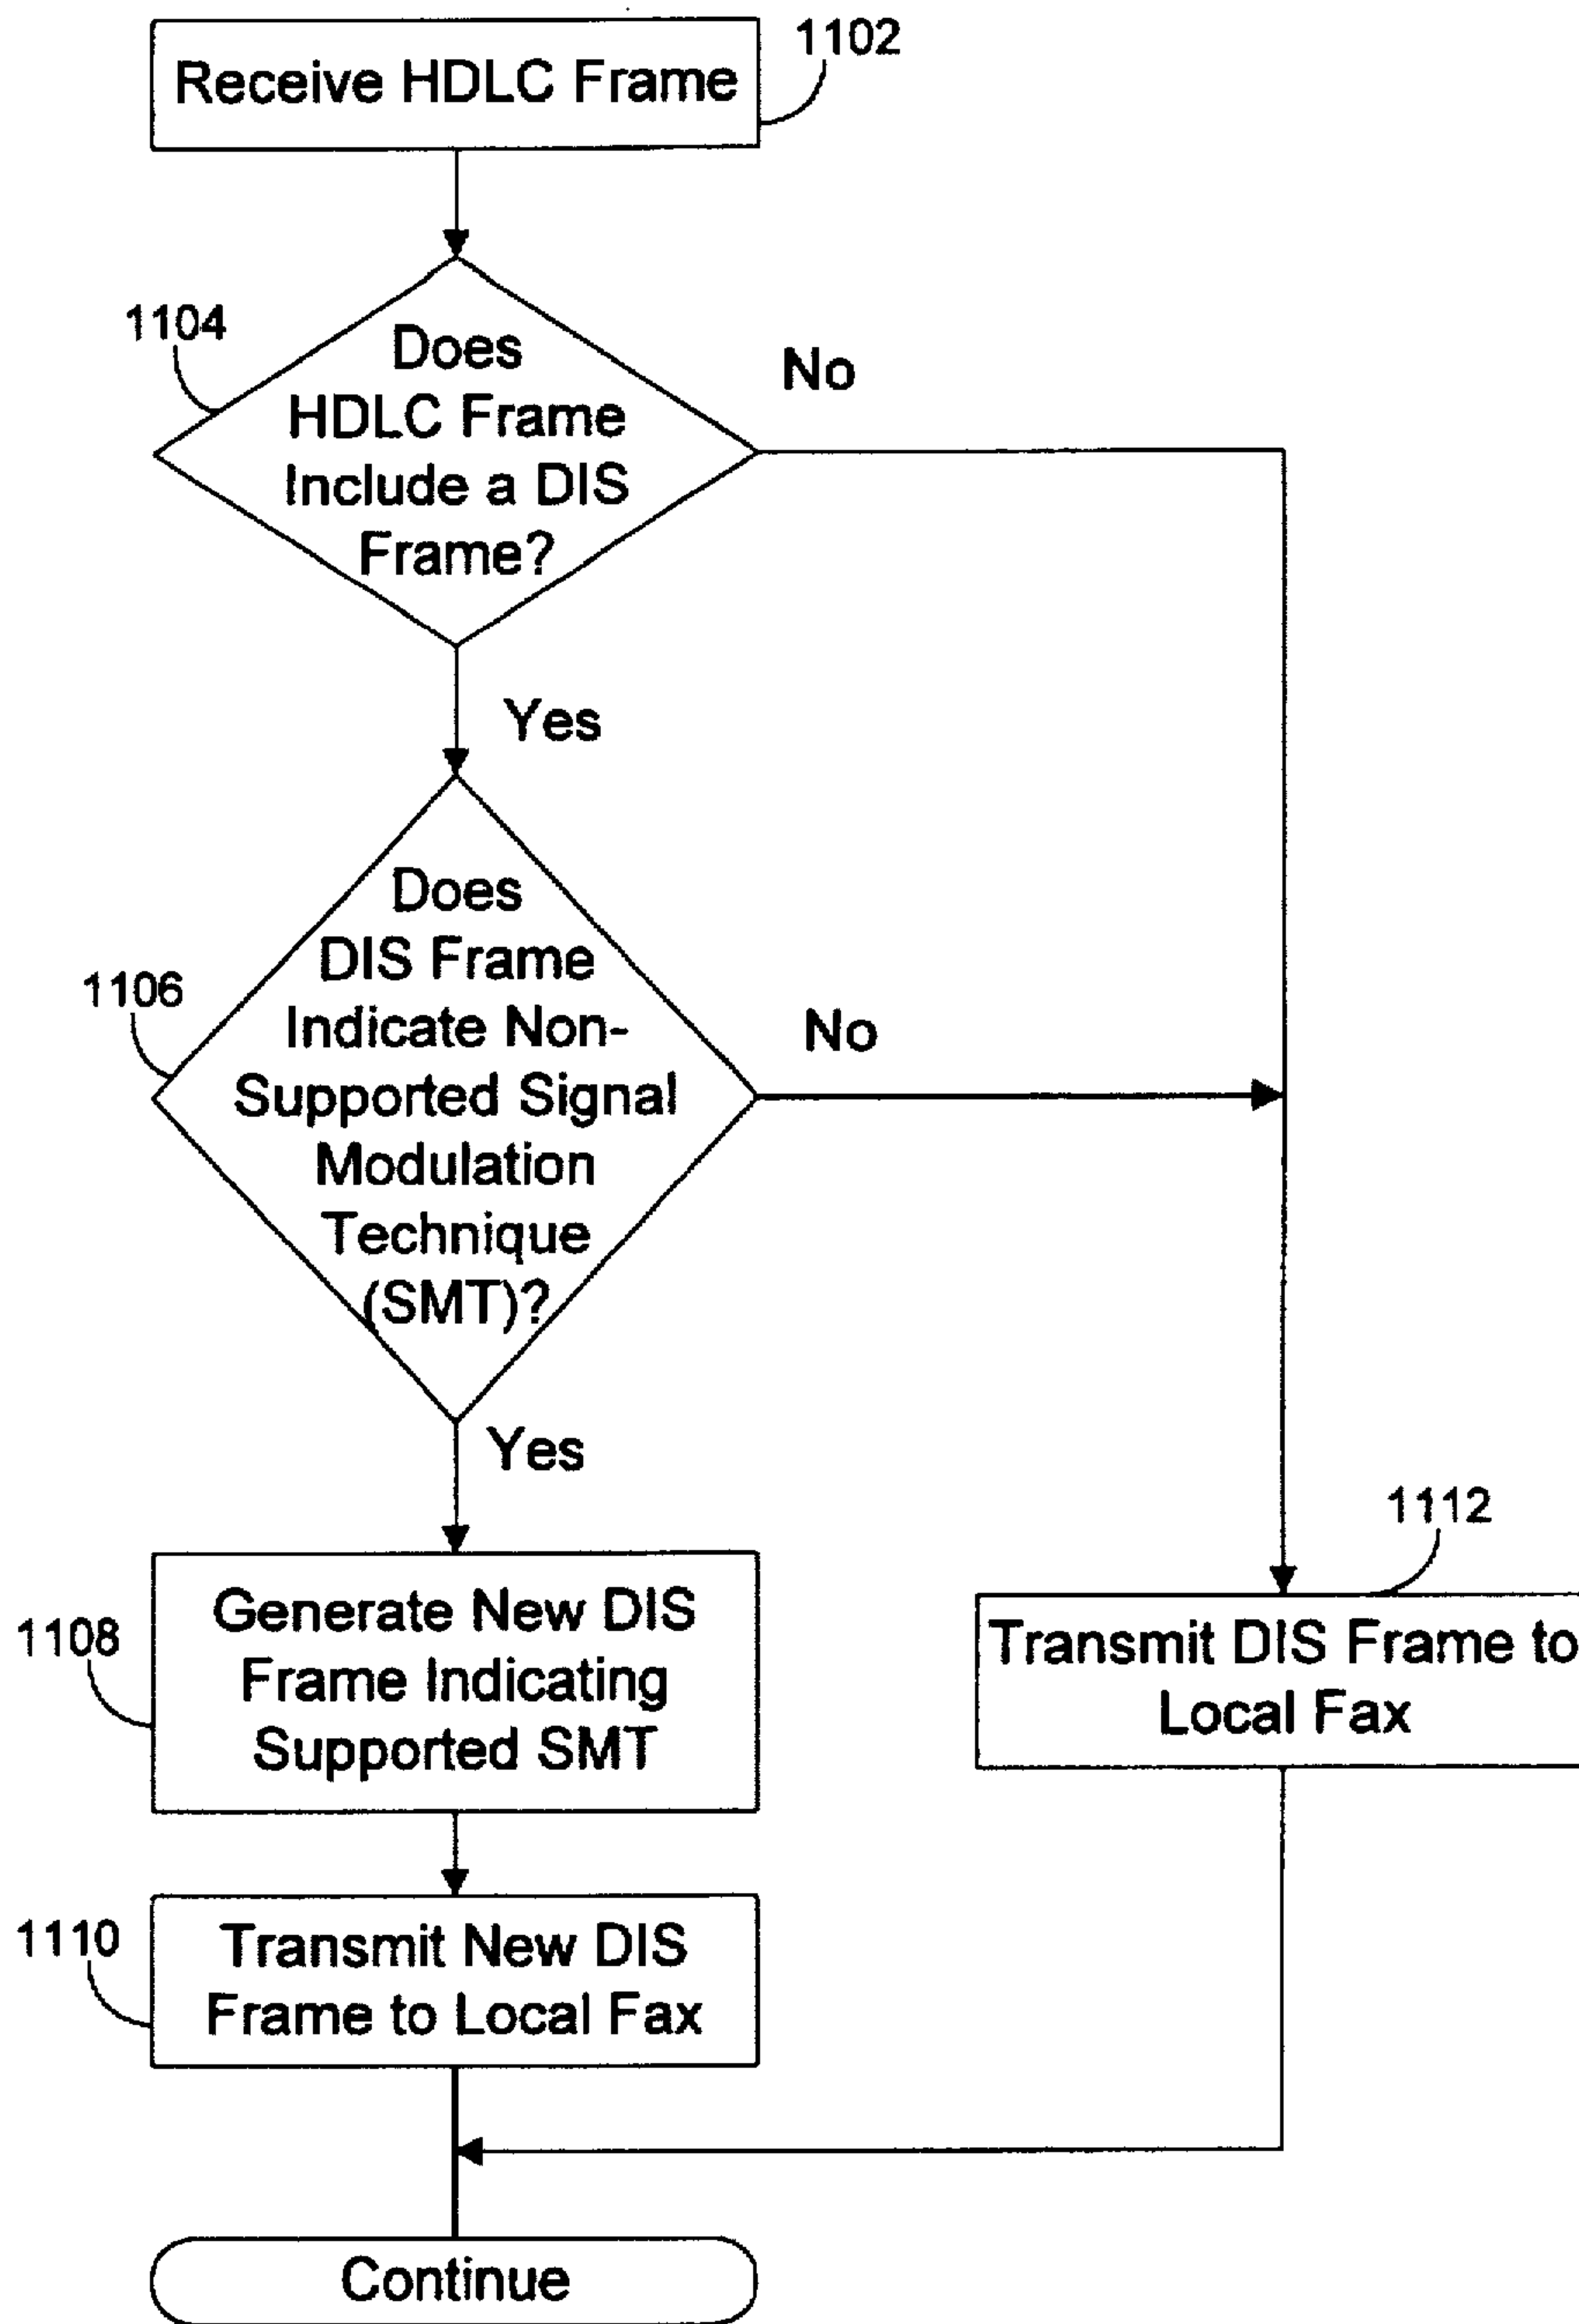 1102
Receive HDLC Frame
1104
Does
HDLC Frame
Include a DIS
Frame?
No
Yes
1106
Does
DIS Frame
Indicate Non-
Supported Signal
Modulation
Technique
(SMT)?
No
Yes
1108
Generate New DIS
Frame Indicating
Supported SMT
1112
Transmit DIS Frame to
Local Fax
1110
Transmit New DIS
Frame to Local Fax
Continue